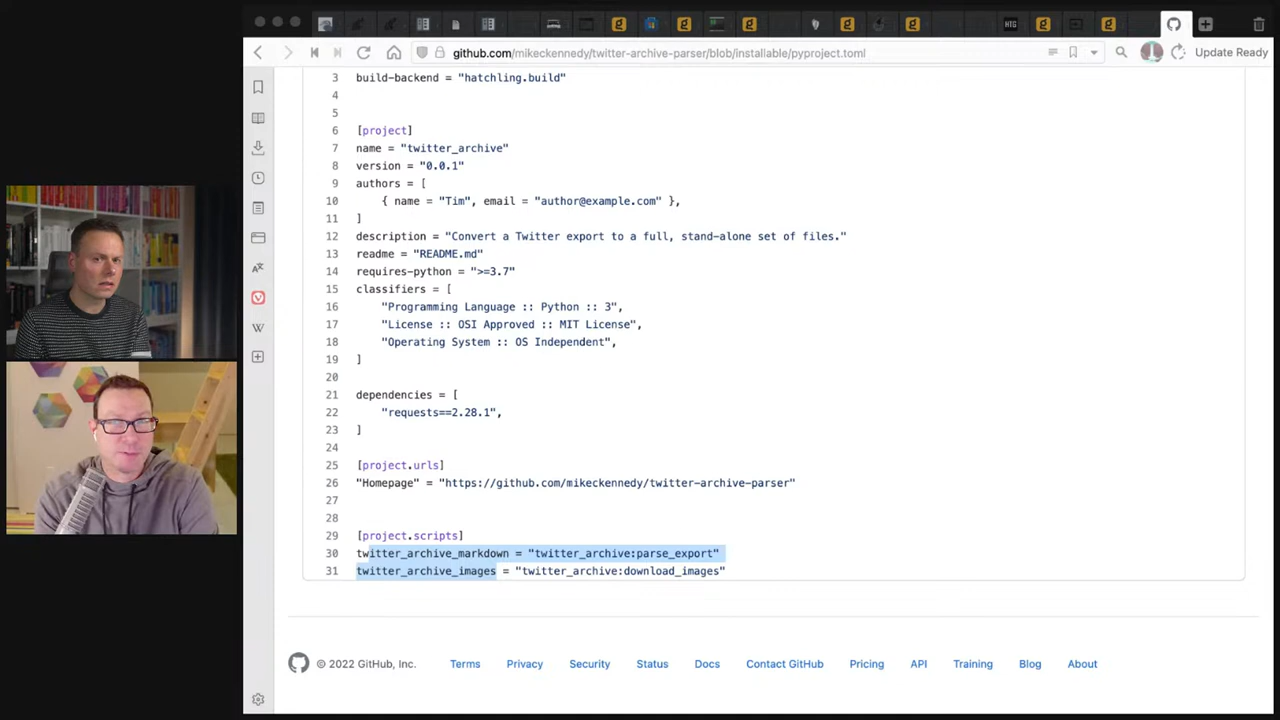 HTG
github.com/mikeckennedy/twitter-archive-parser/blob/installable/pyproject.toml
Update Ready
3 build-backend = "hatchling.build"
4
5
6 [project]
7 name = "twitter_archive"
8 version = "0.0.1"
9 authors = [
10 { name = "Tim", email = "author@example.com" },
11 ]
12 description = "Convert a Twitter export to a full, stand-alone set of files."
13 readme = "README.md"
14 requires-python = ">=3.7"
15 classifiers = [
16 "Programming Language :: Python :: 3",
17 "License :: OSI Approved :: MIT License",
18 "Operating System :: OS Independent",
19 ]
20
21 dependencies = [
22 "requests==2.28.1",
23 ]
24
25 [project.urls]
26 "Homepage" = "https://github.com/mikeckennedy/twitter-archive-parser"
27
28
29 [project.scripts]
30 twitter_archive_markdown = "twitter_archive:parse_export"
31 twitter_archive_images = "twitter_archive:download_images"
© 2022 GitHub, Inc. Terms Privacy Security Status Docs Contact GitHub Pricing API Training Blog About